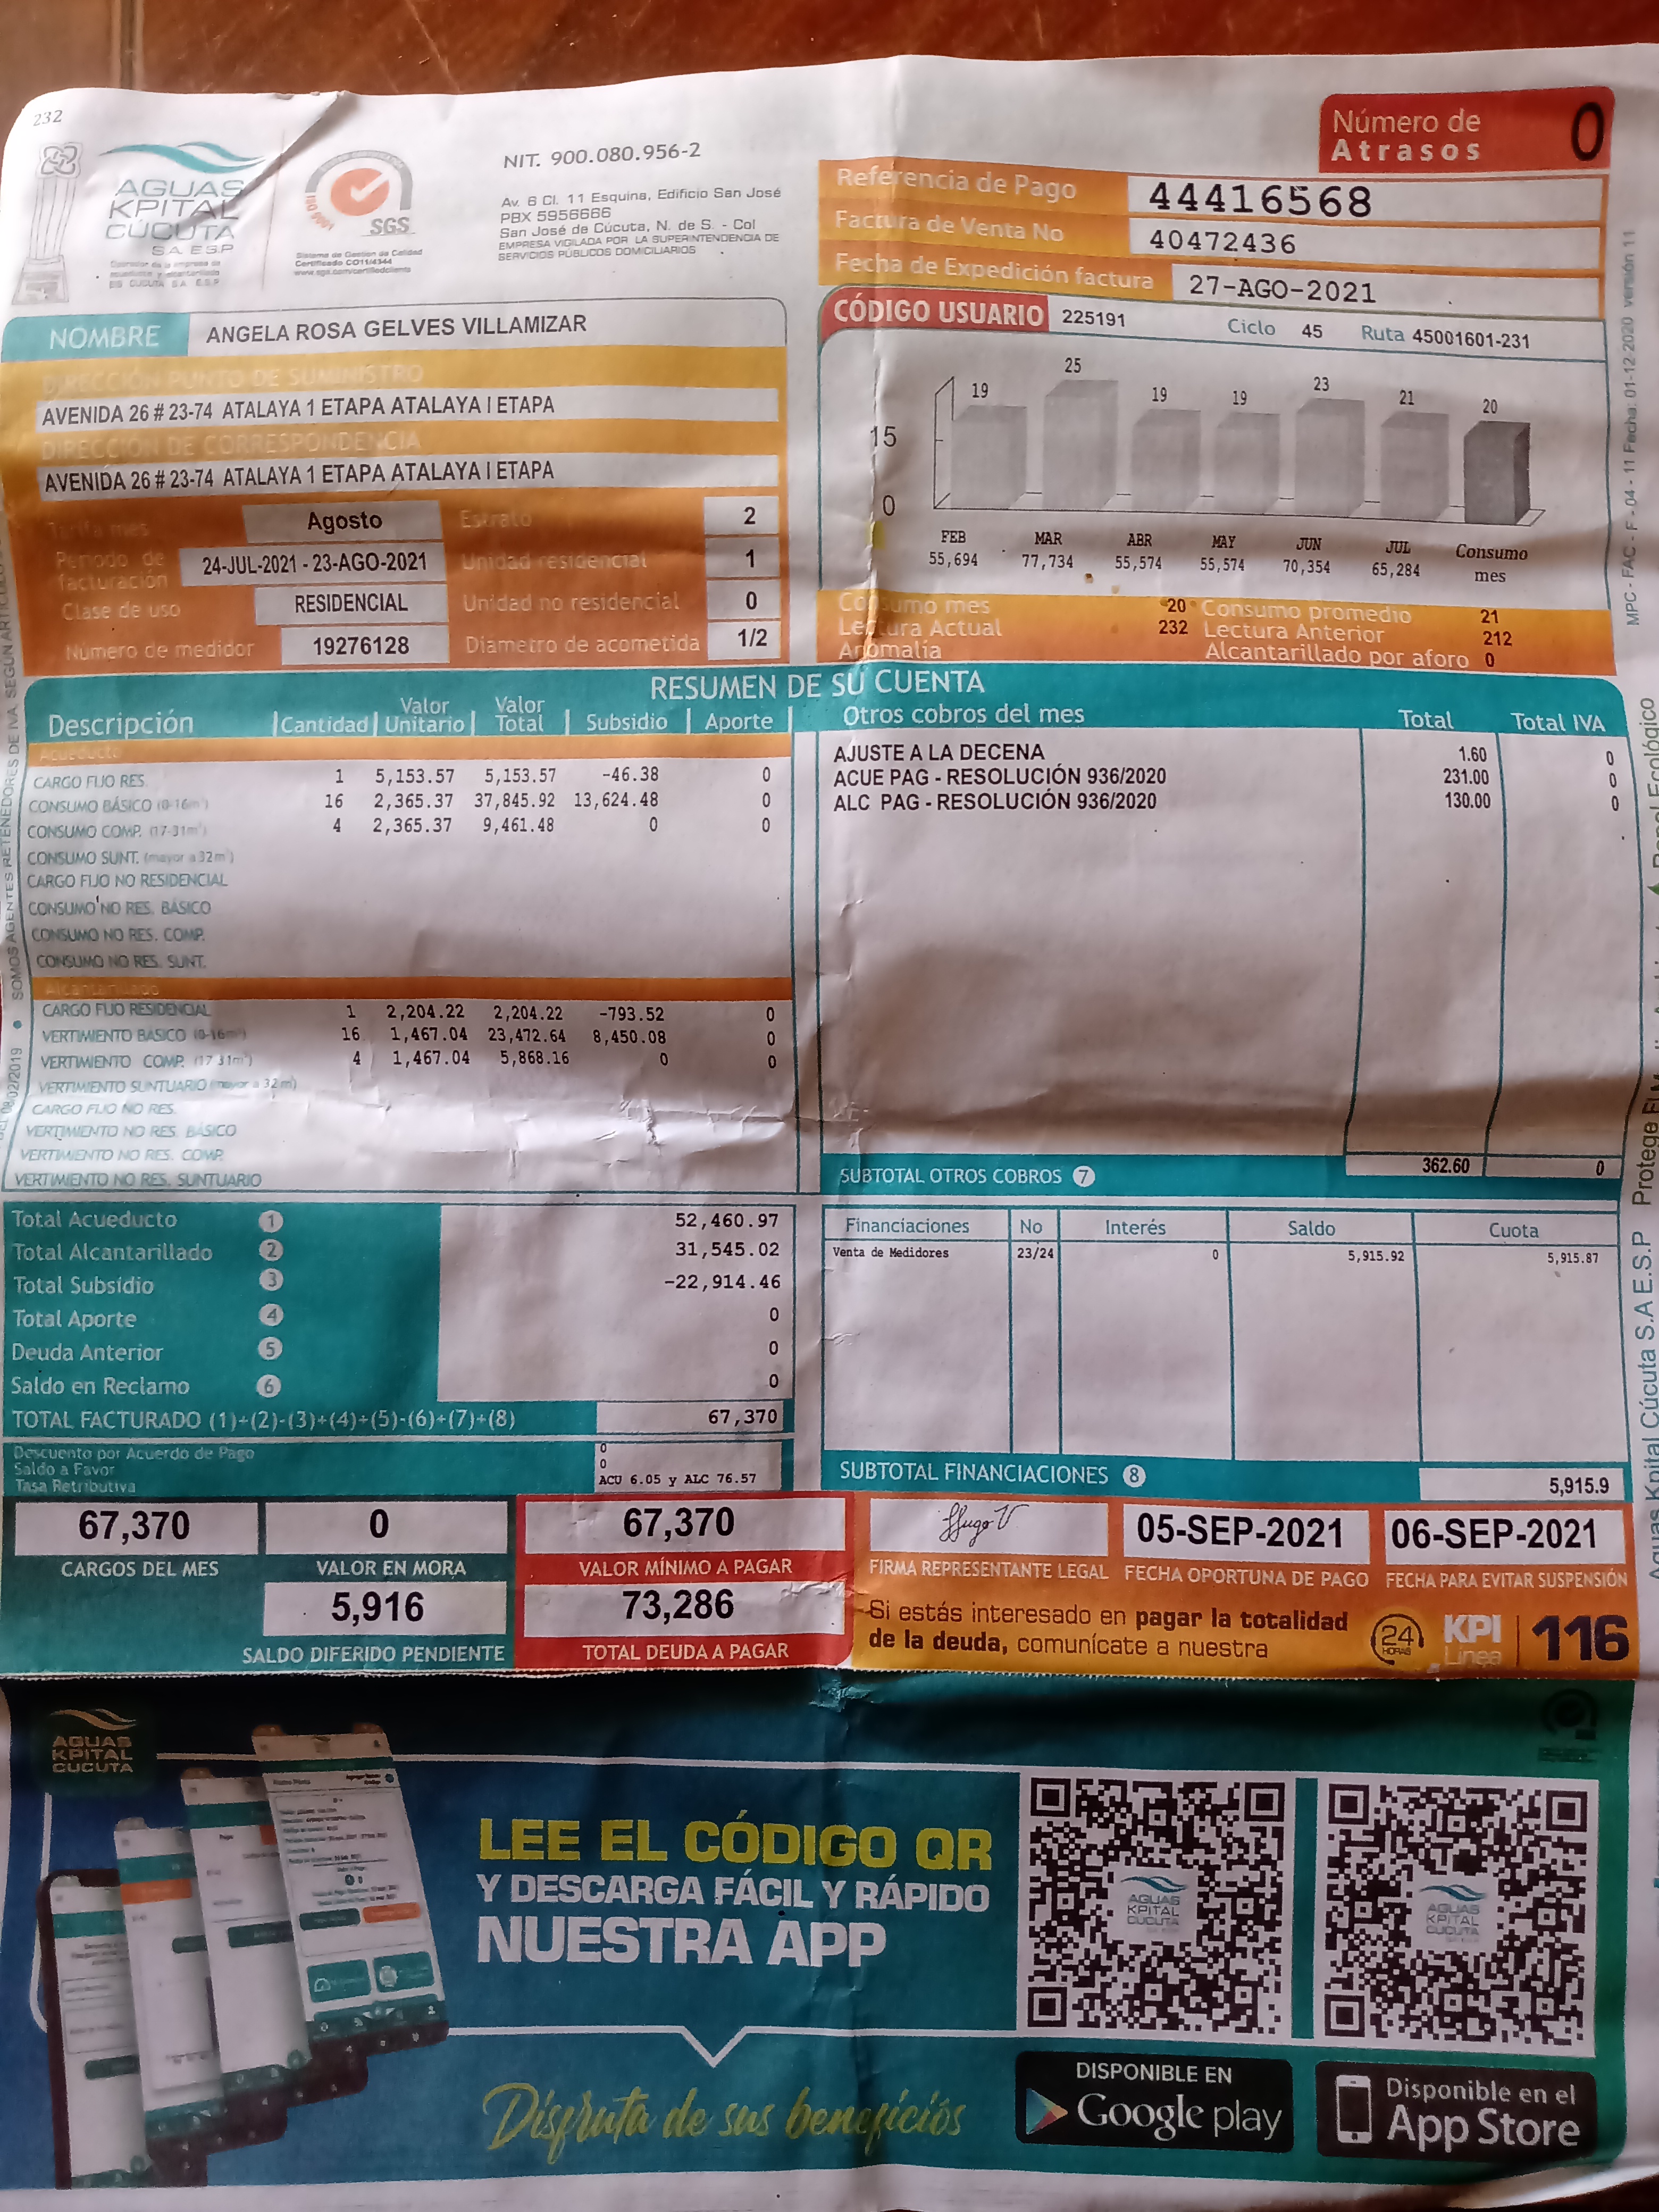 232
AGUAS
KPITAL
CÚCUTA
S.A. E.S.P.
ISO 9001
SGS
Sistema de Gestión de Calidad
Certificado CO11/4344
NIT. 900.080.956-2
Av. 6 Cl. 11 Esquina, Edificio San José
PBX 5956666
San José de Cúcuta, N. de S. - Col
EMPRESA VIGILADA POR LA SUPERINTENDENCIA DE
SERVICIOS PÚBLICOS DOMICILIARIOS
Número de Atrasos 0
Referencia de Pago 44416568
Factura de Venta No 40472436
Fecha de Expedición factura 27-AGO-2021
NOMBRE ANGELA ROSA GELVES VILLAMIZAR
DIRECCIÓN PUNTO DE SUMINISTRO
AVENIDA 26 # 23-74 ATALAYA 1 ETAPA ATALAYA I ETAPA
DIRECCIÓN DE CORRESPONDENCIA
AVENIDA 26 # 23-74 ATALAYA 1 ETAPA ATALAYA I ETAPA
Tarifa mes Agosto Estrato 2
Periodo de facturación 24-JUL-2021 - 23-AGO-2021 Unidad residencial 1
Clase de uso RESIDENCIAL Unidad no residencial 0
Número de medidor 19276128 Diametro de acometida 1/2
CÓDIGO USUARIO 225191 Ciclo 45 Ruta 45001601-231
19 25 19 19 23 21 20
15
0
FEB MAR ABR MAY JUN JUL Consumo mes
55,694 77,734 55,574 55,574 70,354 65,284
Consumo mes 20 Consumo promedio 21
Lectura Actual 232 Lectura Anterior 212
Anomalía Alcantarillado por aforo 0
MPC - FAC - F - 04 - 11 Fecha: 01-12-2020 versión 11
RESUMEN DE SU CUENTA
Descripción Cantidad Valor Unitario Valor Total Subsidio Aporte
Acueducto
CARGO FIJO RES. 1 5,153.57 5,153.57 -46.38 0
CONSUMO BÁSICO (0-16m³) 16 2,365.37 37,845.92 13,624.48 0
CONSUMO COMP. (17-31m³) 4 2,365.37 9,461.48 0 0
CONSUMO SUNT. (mayor a 32m³)
CARGO FIJO NO RESIDENCIAL
CONSUMO NO RES. BÁSICO
CONSUMO NO RES. COMP.
CONSUMO NO RES. SUNT.
Alcantarillado
CARGO FIJO RESIDENCIAL 1 2,204.22 2,204.22 -793.52 0
VERTIMIENTO BASICO (0-16m³) 16 1,467.04 23,472.64 8,450.08 0
VERTIMIENTO COMP. (17 31m³) 4 1,467.04 5,868.16 0 0
VERTIMIENTO SUNTUARIO (mayor a 32 m³)
CARGO FIJO NO RES.
VERTIMIENTO NO RES. BÁSICO
VERTIMIENTO NO RES. COMP.
VERTIMIENTO NO RES. SUNTUARIO
Otros cobros del mes Total Total IVA
AJUSTE A LA DECENA 1.60 0
ACUE PAG - RESOLUCIÓN 936/2020 231.00 0
ALC PAG - RESOLUCIÓN 936/2020 130.00 0
SUBTOTAL OTROS COBROS 7 362.60 0
Total Acueducto 1 52,460.97
Total Alcantarillado 2 31,545.02
Total Subsidio 3 -22,914.46
Total Aporte 4 0
Deuda Anterior 5 0
Saldo en Reclamo 6 0
TOTAL FACTURADO (1)+(2)-(3)+(4)+(5)-(6)+(7)+(8) 67,370
Descuento por Acuerdo de Pago 0
Saldo a Favor 0
Tasa Retributiva ACU 6.05 y ALC 76.57
Financiaciones No Interés Saldo Cuota
Venta de Medidores 23/24 0 5,915.92 5,915.87
SUBTOTAL FINANCIACIONES 8 5,915.9
67,370 0 67,370
CARGOS DEL MES VALOR EN MORA VALOR MÍNIMO A PAGAR
5,916 73,286
SALDO DIFERIDO PENDIENTE TOTAL DEUDA A PAGAR
05-SEP-2021 06-SEP-2021
FIRMA REPRESENTANTE LEGAL FECHA OPORTUNA DE PAGO FECHA PARA EVITAR SUSPENSIÓN
Si estás interesado en pagar la totalidad
de la deuda, comunícate a nuestra
24 HORAS
KPI Línea 116
Aguas Kpital Cúcuta S.A E.S.P
AGUAS
KPITAL
CÚCUTA
LEE EL CÓDIGO QR
Y DESCARGA FÁCIL Y RÁPIDO
NUESTRA APP
Disfruta de sus beneficios
AGUAS
KPITAL
CÚCUTA
AGUAS
KPITAL
CÚCUTA
DISPONIBLE EN
Google play
Disponible en el
App Store